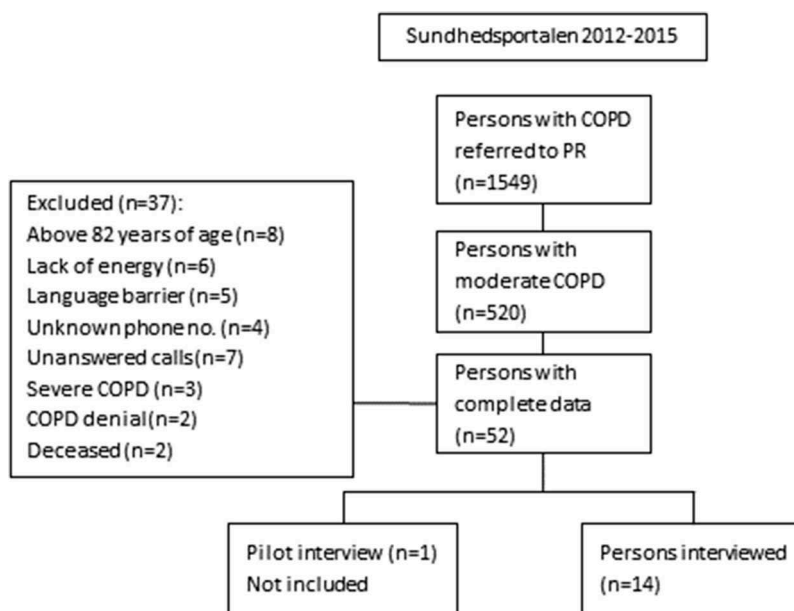 Sundhedsportalen 2012-2015
Persons with COPD
referred to PR
(n=1549)
Excluded (n=37):
Above 82 years of age (n=8)
Lack of energy (n=6)
Language barrier (n=5)
Unknown phone no. (n=4)
Unanswered calls (n=7)
Severe COPD (n=3)
COPD denial (n=2)
Deceased (n=2)
Persons with
moderate COPD
(n=520)
Persons with
complete data
(n=52)
Pilot interview (n=1)
Not included
Persons interviewed
(n=14)